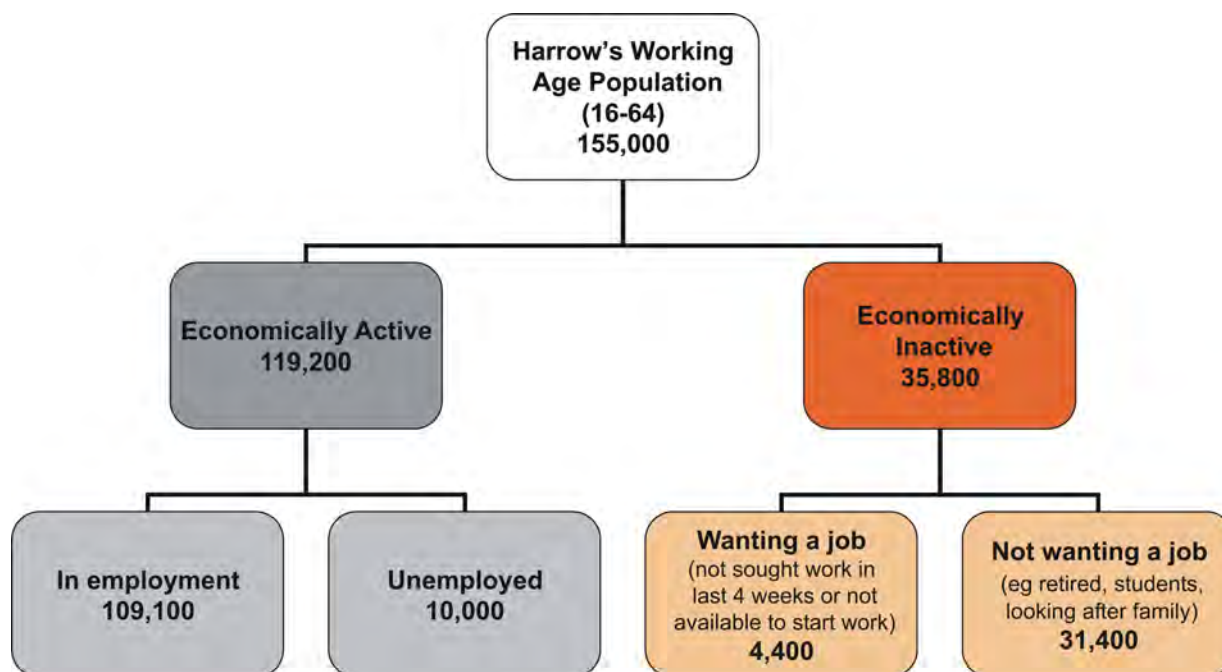 Harrow's Working
Age Population
(16-64)
155,000
Economically Active
119,200
Economically
Inactive
35,800
In employment
109,100
Unemployed
10,000
Wanting a job
(not sought work in
last 4 weeks or not
available to start work)
4,400
Not wanting a job
(eg retired, students,
looking after family)
31,400